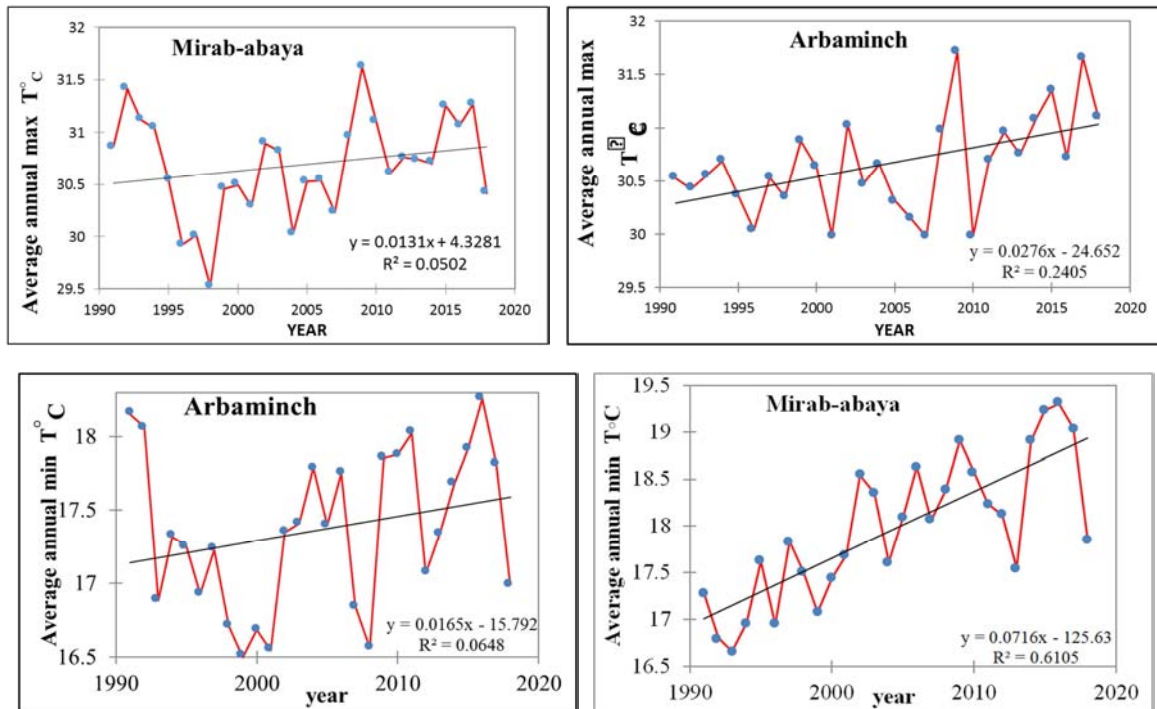 Mirab-abaya
Average annual max T°C
32
31.5
31
30.5
30
29.5
1990
1995
2000
2005
2010
2015
2020
YEAR
y = 0.0131x + 4.3281
R² = 0.0502
Arbaminch
Average annual max
T⍰C
32
31.5
30.5
30
29.5
1990
1995
2000
2005
2010
2015
2020
YEAR
y = 0.0276x - 24.652
R² = 0.2405
Arbaminch
Average annual min T°C
18
17.5
17
16.5
1990
2000
2010
2020
year
y = 0.0165x - 15.792
R² = 0.0648
Mirab-abaya
Average annual min T°C
19.5
19
18.5
18
17.5
17
16.5
1990
2000
2010
2020
year
y = 0.0716x - 125.63
R² = 0.6105